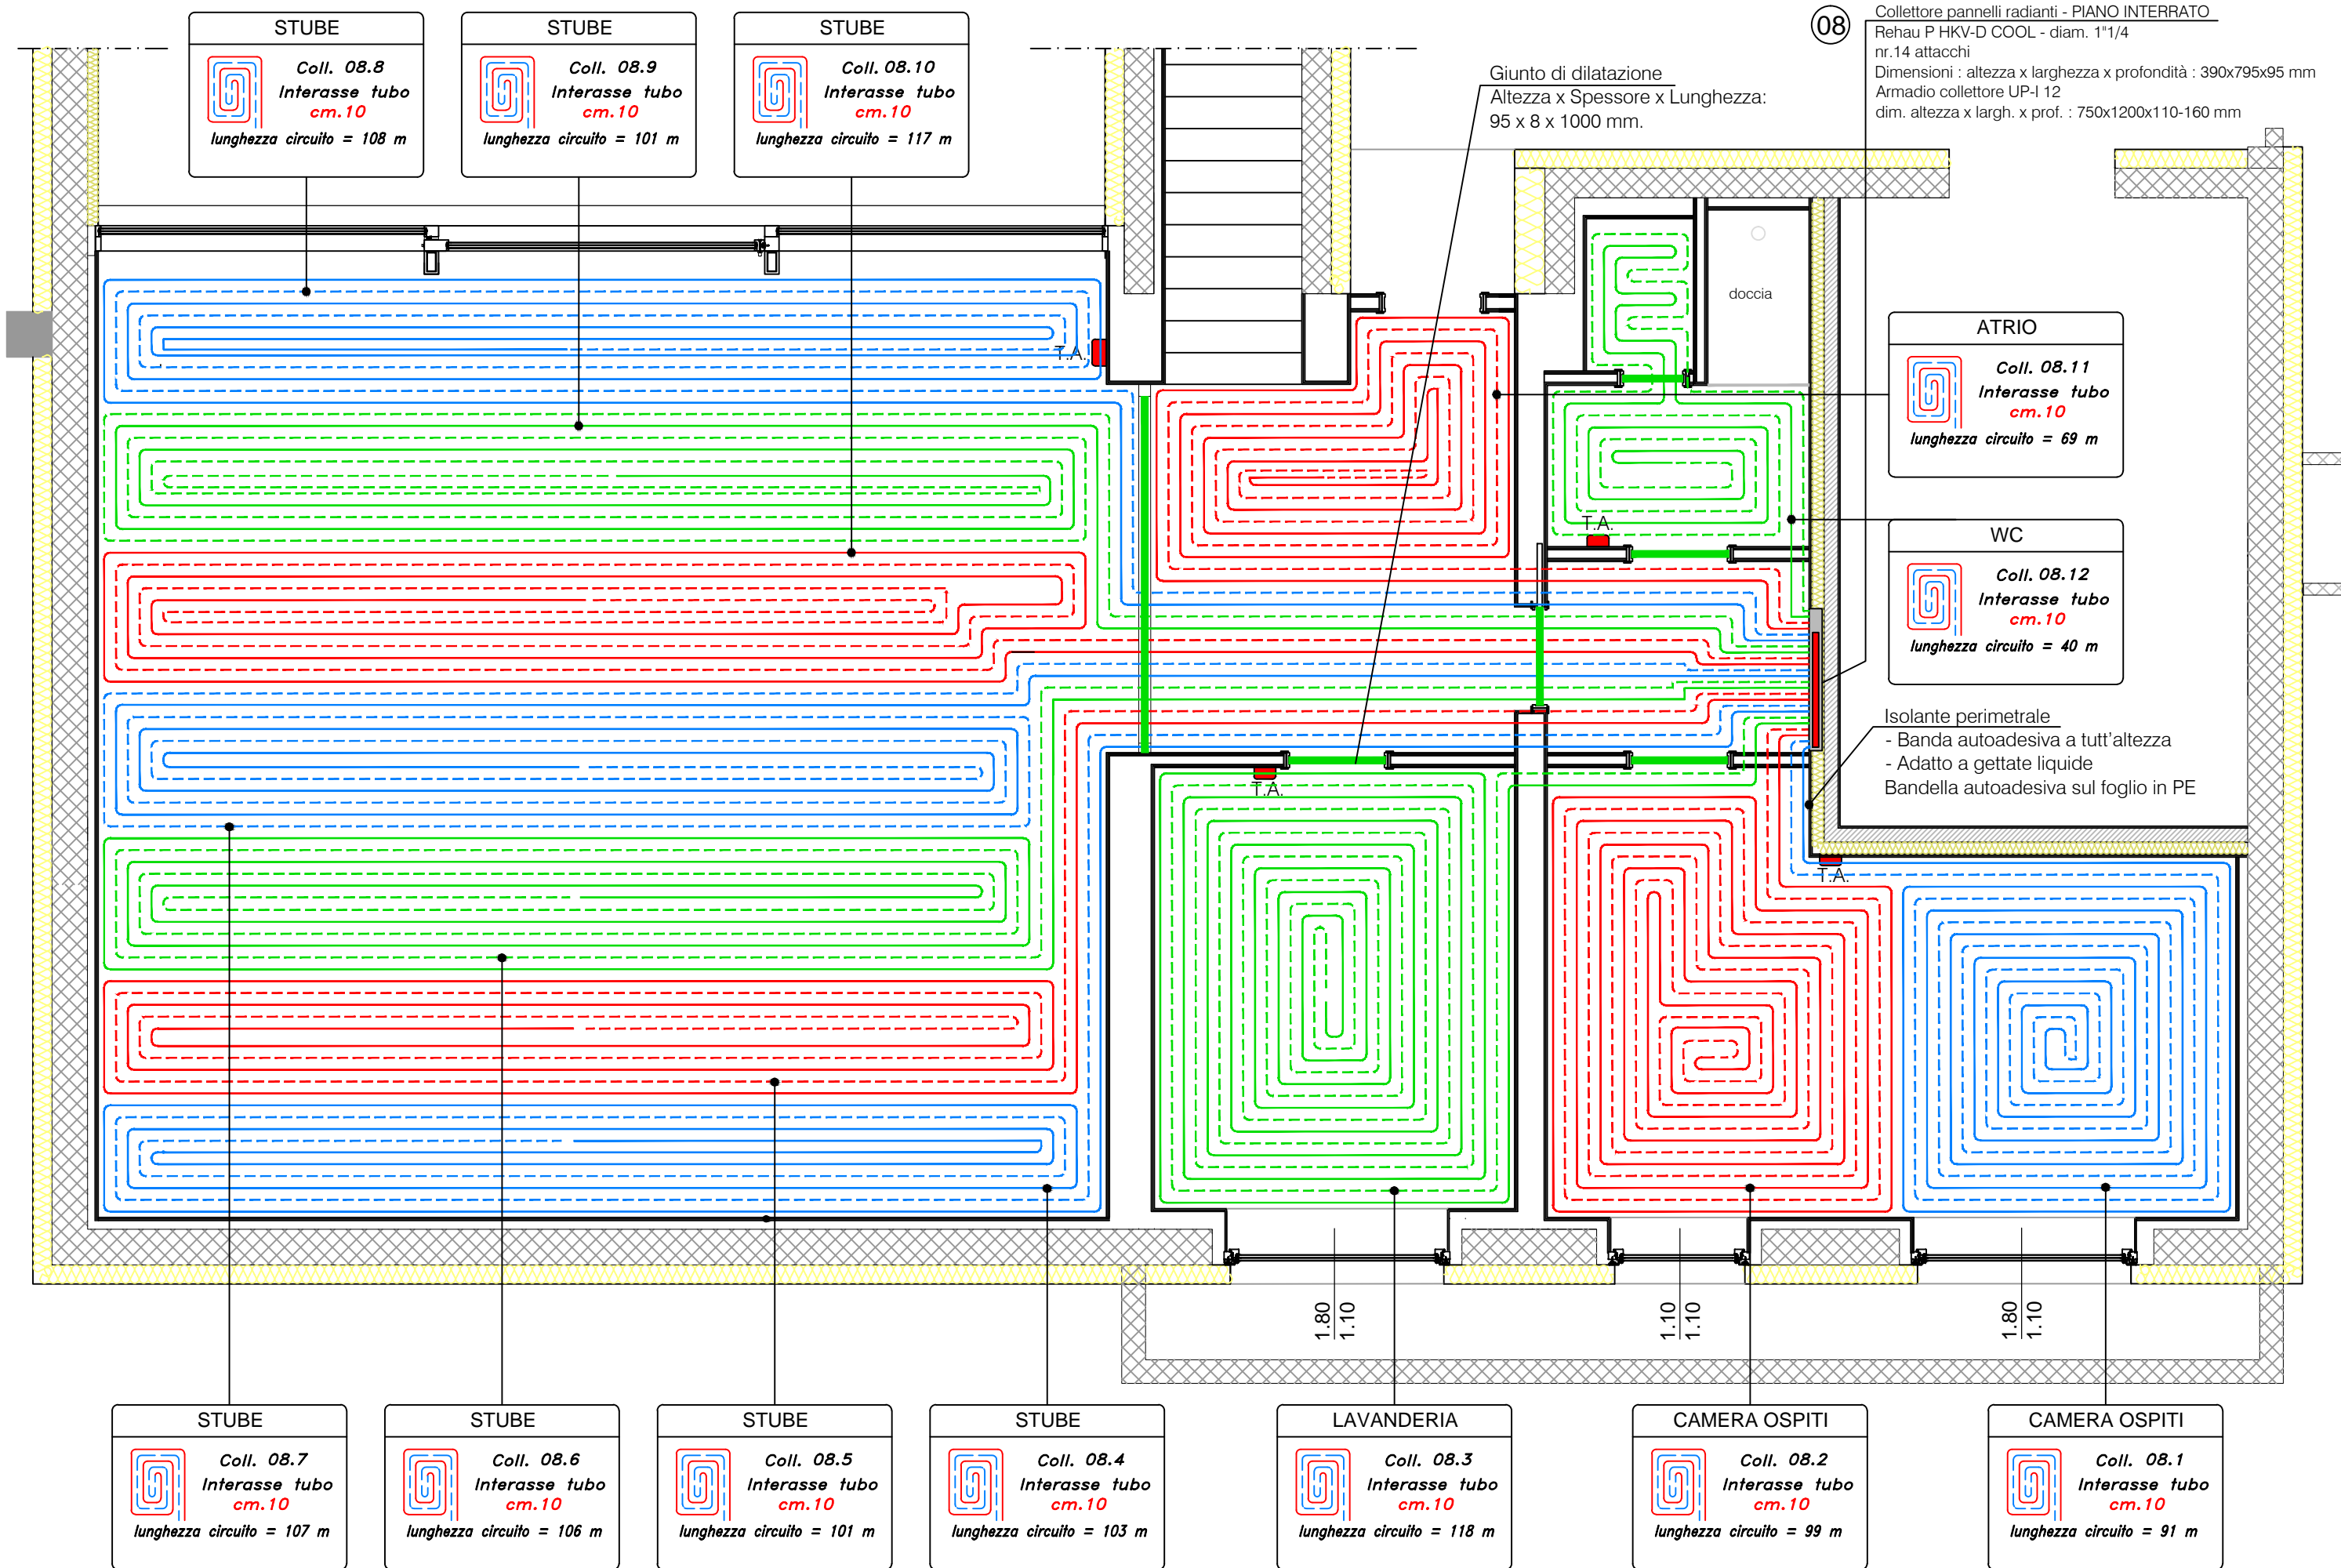 STUBE
Coll. 08.8
Interasse tubo
cm.10
lunghezza circuito = 108 m
STUBE
Coll. 08.9
Interasse tubo
cm.10
lunghezza circuito = 101 m
STUBE
Coll. 08.10
Interasse tubo
cm.10
lunghezza circuito = 117 m
Giunto di dilatazione
Altezza x Spessore x Lunghezza:
95 x 8 x 1000 mm.
08
Collettore pannelli radianti - PIANO INTERRATO
Rehau P HKV-D COOL - diam. 1"1/4
nr.14 attacchi
Dimensioni : altezza x larghezza x profondità : 390x795x95 mm
Armadio collettore UP-I 12
dim. altezza x largh. x prof. : 750x1200x110-160 mm
doccia
T.A.
ATRIO
Coll. 08.11
Interasse tubo
cm.10
lunghezza circuito = 69 m
T.A.
WC
Coll. 08.12
Interasse tubo
cm.10
lunghezza circuito = 40 m
Isolante perimetrale
- Banda autoadesiva a tutt'altezza
- Adatto a gettate liquide
Bandella autoadesiva sul foglio in PE
T.A.
T.A.
1.80
1.10
1.10
1.10
1.80
1.10
STUBE
Coll. 08.7
Interasse tubo
cm.10
lunghezza circuito = 107 m
STUBE
Coll. 08.6
Interasse tubo
cm.10
lunghezza circuito = 106 m
STUBE
Coll. 08.5
Interasse tubo
cm.10
lunghezza circuito = 101 m
STUBE
Coll. 08.4
Interasse tubo
cm.10
lunghezza circuito = 103 m
LAVANDERIA
Coll. 08.3
Interasse tubo
cm.10
lunghezza circuito = 118 m
CAMERA OSPITI
Coll. 08.2
Interasse tubo
cm.10
lunghezza circuito = 99 m
CAMERA OSPITI
Coll. 08.1
Interasse tubo
cm.10
lunghezza circuito = 91 m